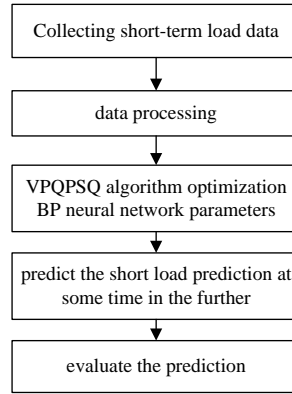 Collecting short-term load data
data processing
VPQPSQ algorithm optimization
BP neural network parameters
predict the short load prediction at
some time in the further
evaluate the prediction